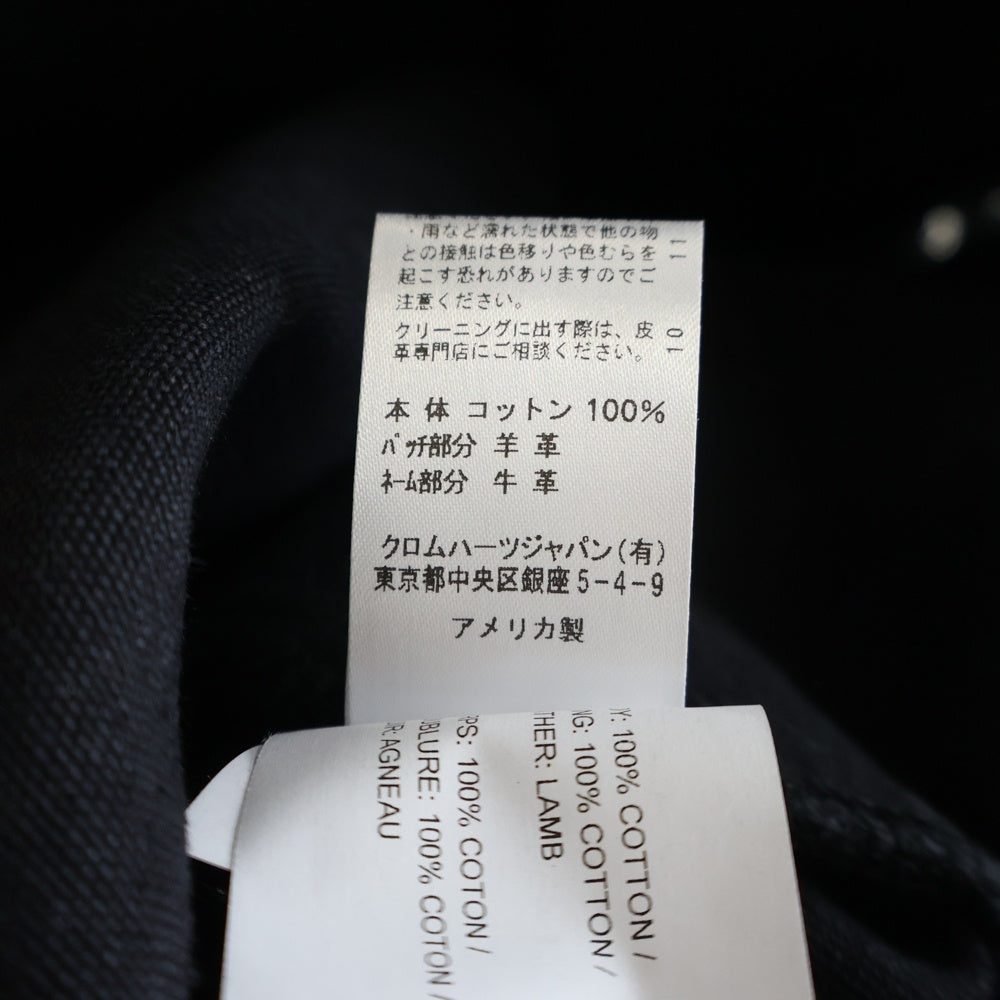 ・雨など濡れた状態で他の物
との接触は色移りや色むらを
起こす恐れがありますのでご
注意ください。
クリーニングに出す際は、皮
革専門店にご相談ください。
11
10
本 体 コットン 100%
ﾊﾟｯﾁ部分 羊 革
ﾈｰﾑ部分 牛 革
クロムハーツジャパン(有)
東京都中央区銀座5-4-9
アメリカ製
Y: 100% COTTON /
NG: 100% COTTON /
THER: LAMB
PS: 100% COTON /
UBLURE: 100% COTON /
R: AGNEAU